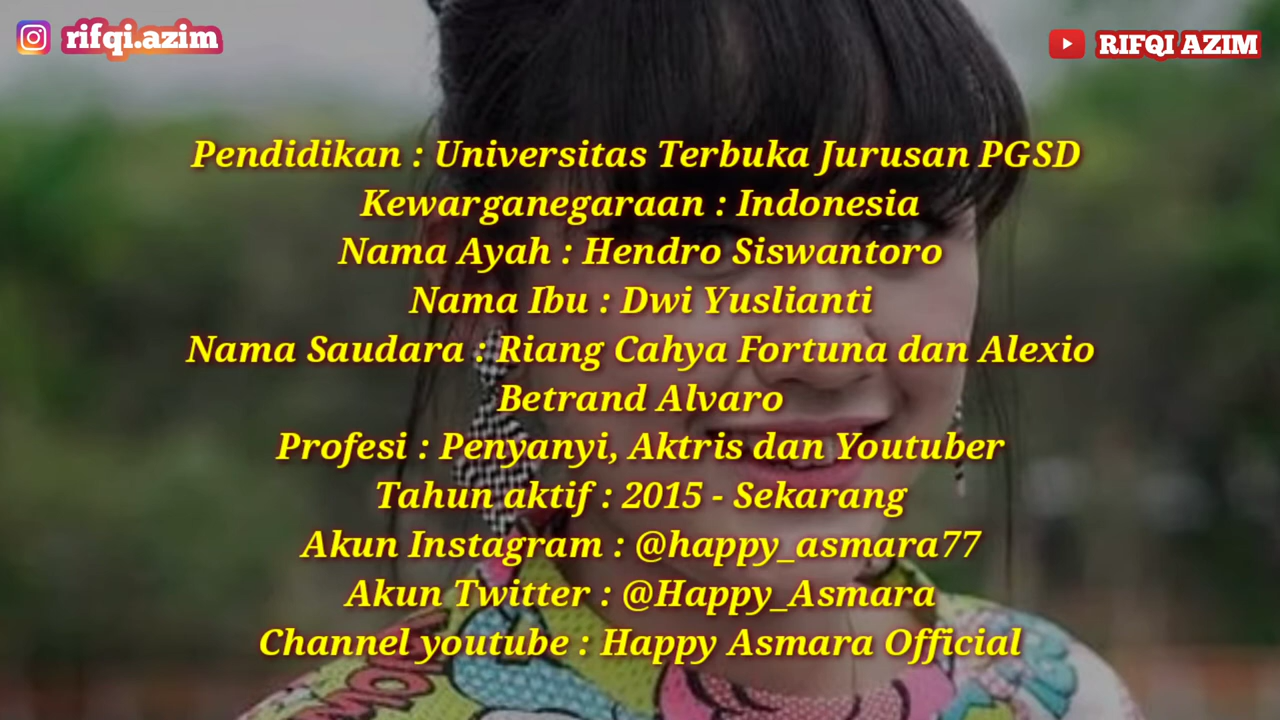 rifqi.azim
RIFQI AZIM
Pendidikan : Universitas Terbuka Jurusan PGSD
Kewarganegaraan : Indonesia
Nama Ayah : Hendro Siswantoro
Nama Ibu : Dwi Yuslianti
Nama Saudara : Riang Cahya Fortuna dan Alexio
Betrand Alvaro
Profesi : Penyanyi, Aktris dan Youtuber
Tahun aktif : 2015 - Sekarang
Akun Instagram : @happy_asmara77
Akun Twitter : @Happy_Asmara
Channel youtube : Happy Asmara Official